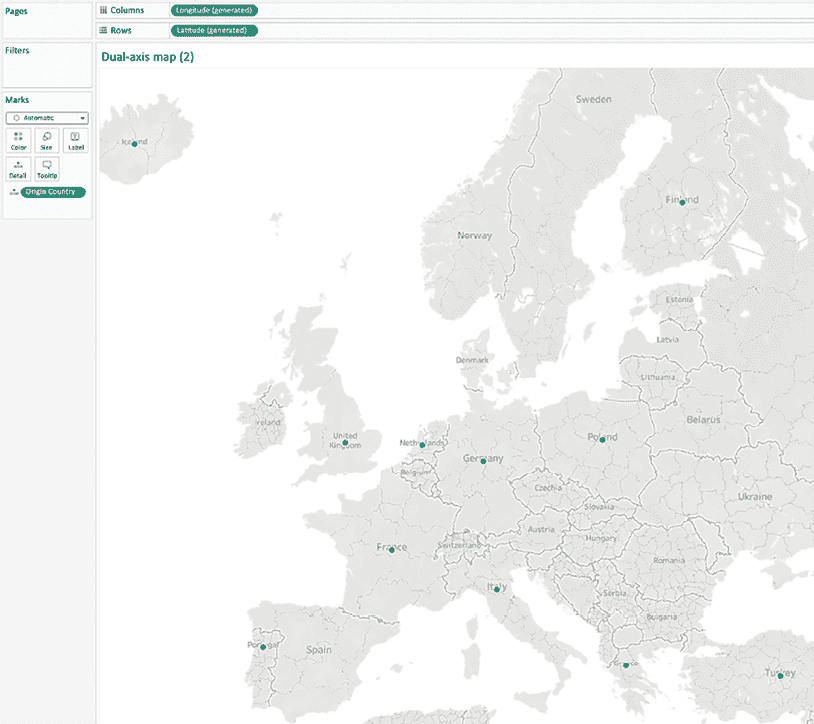 Pages
Columns
Longitude (generated)
Rows
Latitude (generated)
Filters
Dual-axis map (2)
Marks
Automatic
Color
Size
Label
Detail
Tooltip
Origin Country
Sweden
Iceland
Finland
Norway
Estonia
Latvia
Denmark
Lithuania
Ireland
United
Kingdom
Netherlands
Belarus
Poland
Germany
Belgium
Czechia
Ukraine
Slovakia
Austria
France
Switzerland
Hungary
Romania
Italy
Serbia
Bulgaria
Portugal
Spain
Greece
Turkey